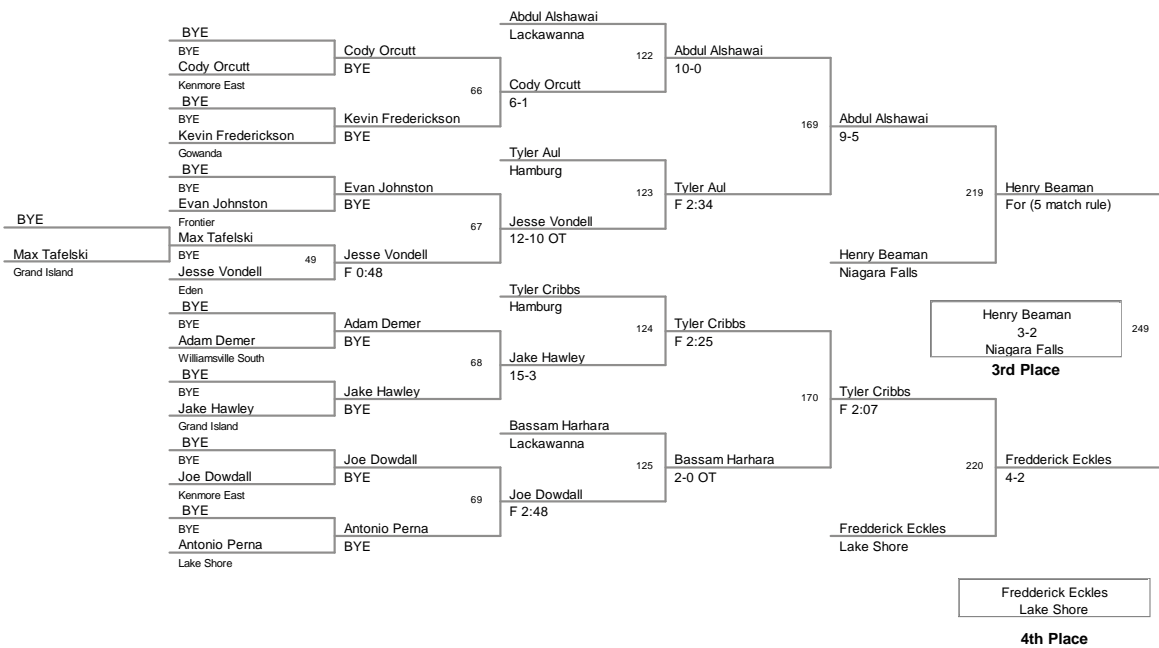 BYE
Max Tafelski
Grand Island
BYE
BYE
Cody Orcutt
Kenmore East
BYE
BYE
Kevin Frederickson
Gowanda
BYE
BYE
Evan Johnston
Frontier
Max Tafelski
BYE
49
Jesse Vondell
Eden
BYE
BYE
Adam Demer
Williamsville South
BYE
BYE
Jake Hawley
Grand Island
BYE
BYE
Joe Dowdall
Kenmore East
BYE
BYE
Antonio Perna
Lake Shore
Cody Orcutt
BYE
66
Kevin Frederickson
BYE
Evan Johnston
BYE
67
Jesse Vondell
F 0:48
Adam Demer
BYE
68
Jake Hawley
BYE
Joe Dowdall
BYE
69
Antonio Perna
BYE
Abdul Alshawai
Lackawanna
122
Cody Orcutt
6-1
Tyler Aul
Hamburg
123
Jesse Vondell
12-10 OT
Tyler Cribbs
Hamburg
124
Jake Hawley
15-3
Bassam Harhara
Lackawanna
125
Joe Dowdall
F 2:48
Abdul Alshawai
10-0
169
Tyler Aul
F 2:34
Tyler Cribbs
F 2:25
170
Bassam Harhara
2-0 OT
Abdul Alshawai
9-5
219
Henry Beaman
Niagara Falls
Tyler Cribbs
F 2:07
220
Fredderick Eckles
Lake Shore
Henry Beaman
For (5 match rule)
Henry Beaman
3-2
Niagara Falls
249
3rd Place
Fredderick Eckles
4-2
Fredderick Eckles
Lake Shore
4th Place